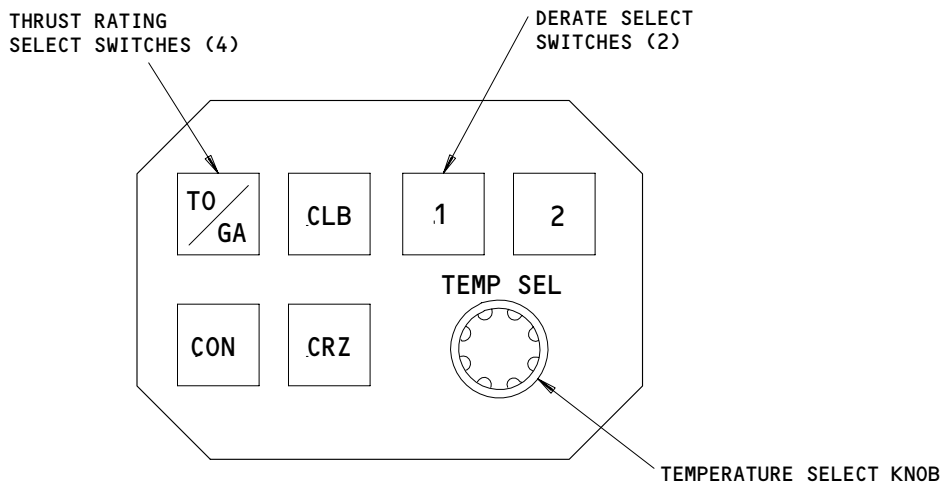 THRUST RATING
SELECT SWITCHES (4)
DERATE SELECT
SWITCHES (2)
TO/GA
CLB
1
2
TEMP SEL
CON
CRZ
TEMPERATURE SELECT KNOB